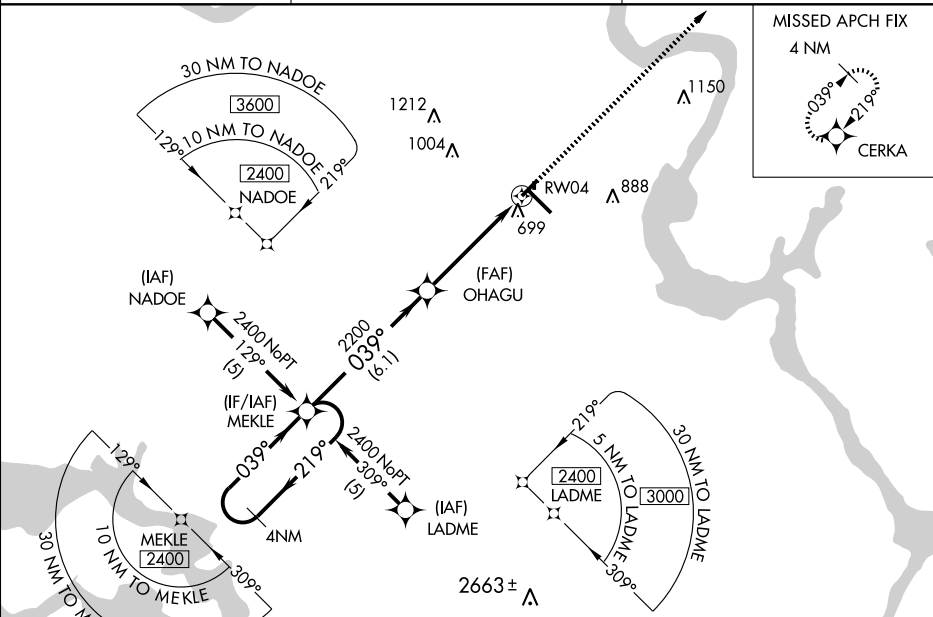 MISSED APCH FIX
4 NM
039°
219°
CERKA
30 NM TO NADOE
3600
10 NM TO NADOE
129°
219°
2400
NADOE
1212
1004
1150
RW04
888
699
(FAF)
OHAGU
(IAF)
NADOE
2400 NoPT
129°
(5)
2200
039°
(6.1)
(IF/IAF)
MEKLE
039°
219°
4NM
2400 NoPT
309°
(5)
(IAF)
LADME
219°
5 NM TO LADME
30 NM TO LADME
2400
LADME
3000
309°
129°
MEKLE
2400
10 NM TO MEKLE
309°
30 NM TO M
2663±